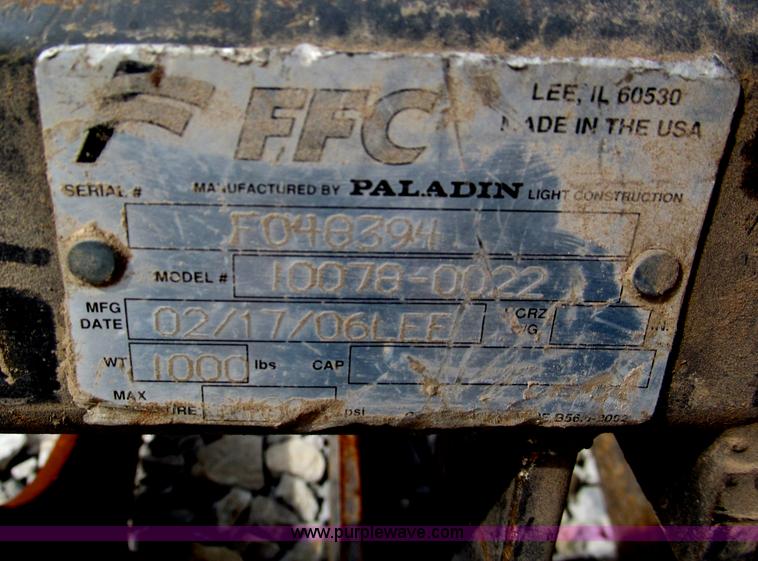 FFC
LEE, IL 60530
MADE IN THE USA
SERIAL # MANUFACTURED BY PALADIN LIGHT CONSTRUCTION
F048394
MODEL # 10078-0022
MFG DATE 02/17/06LEE
WT 1000 lbs CAP
MAX
psi
www.purplewave.com